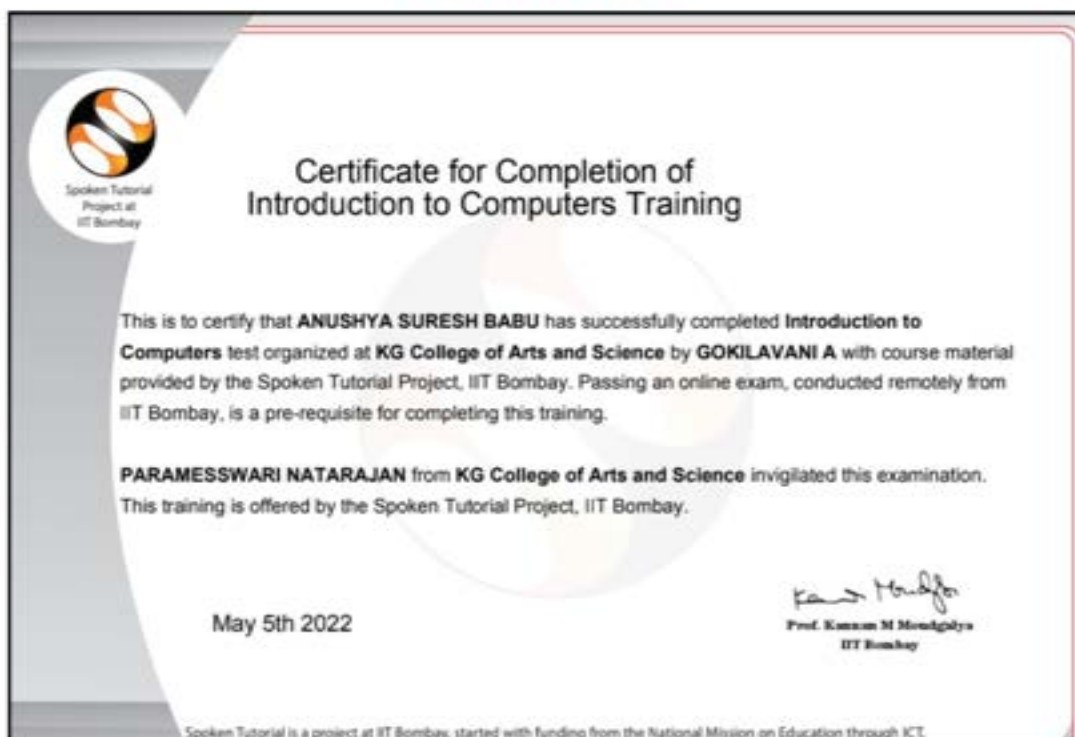 Spoken Tutorial
Project at
IIT Bombay
Certificate for Completion of
Introduction to Computers Training
This is to certify that ANUSHYA SURESH BABU has successfully completed Introduction to
Computers test organized at KG College of Arts and Science by GOKILAVANI A with course material
provided by the Spoken Tutorial Project, IIT Bombay. Passing an online exam, conducted remotely from
IIT Bombay, is a pre-requisite for completing this training.
PARAMESSWARI NATARAJAN from KG College of Arts and Science invigilated this examination.
This training is offered by the Spoken Tutorial Project, IIT Bombay.
May 5th 2022
Prof. Kannan M Moudgalya
IIT Bombay
Spoken Tutorial is a project at IIT Bombay, started with funding from the National Mission on Education through ICT,